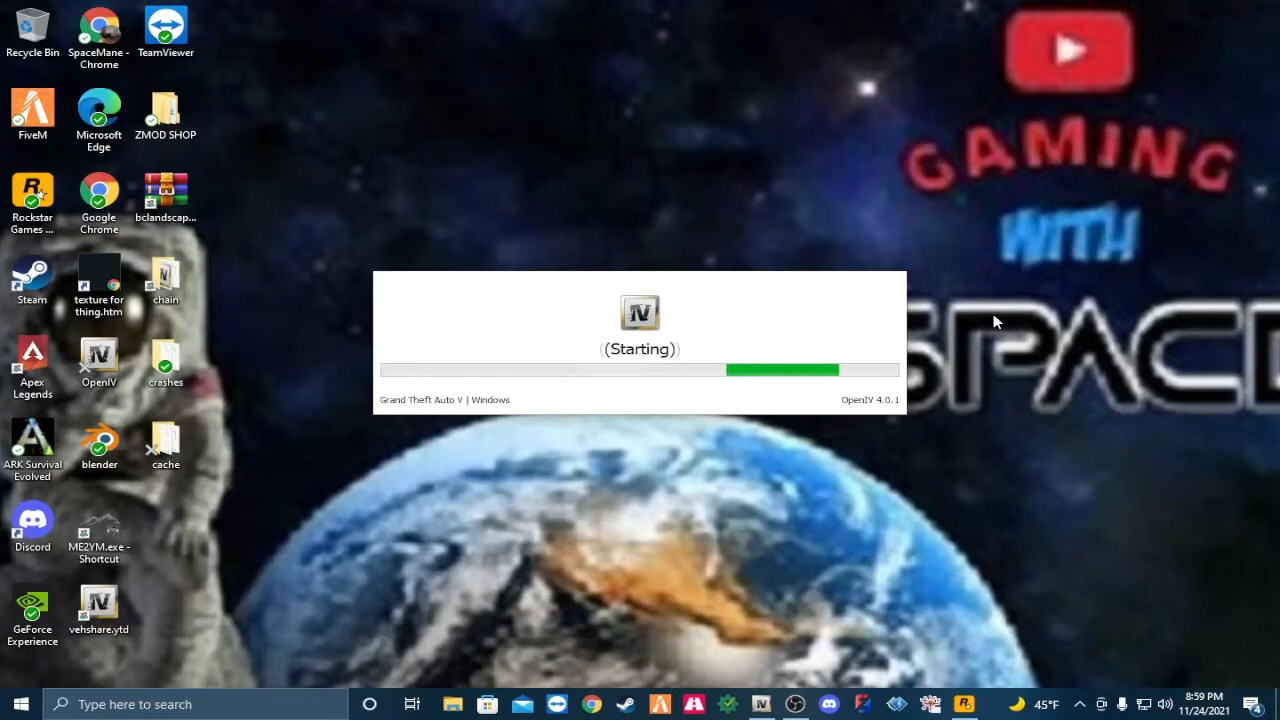 Recycle Bin
SpaceMane -
Chrome
TeamViewer
FiveM
Microsoft
Edge
ZMOD SHOP
Rockstar
Games ...
Google
Chrome
bclandscap...
Steam
texture for
thing.htm
chain
Apex
Legends
OpenIV
crashes
ARK Survival
Evolved
blender
cache
Discord
ME2YM.exe -
Shortcut
GeForce
Experience
vehshare.ytd
GAMING
WITH
SPACE
IV
((Starting))
Grand Theft Auto V | Windows
OpenIV 4.0.1
Type here to search
45°F
8:59 PM
11/24/2021
4